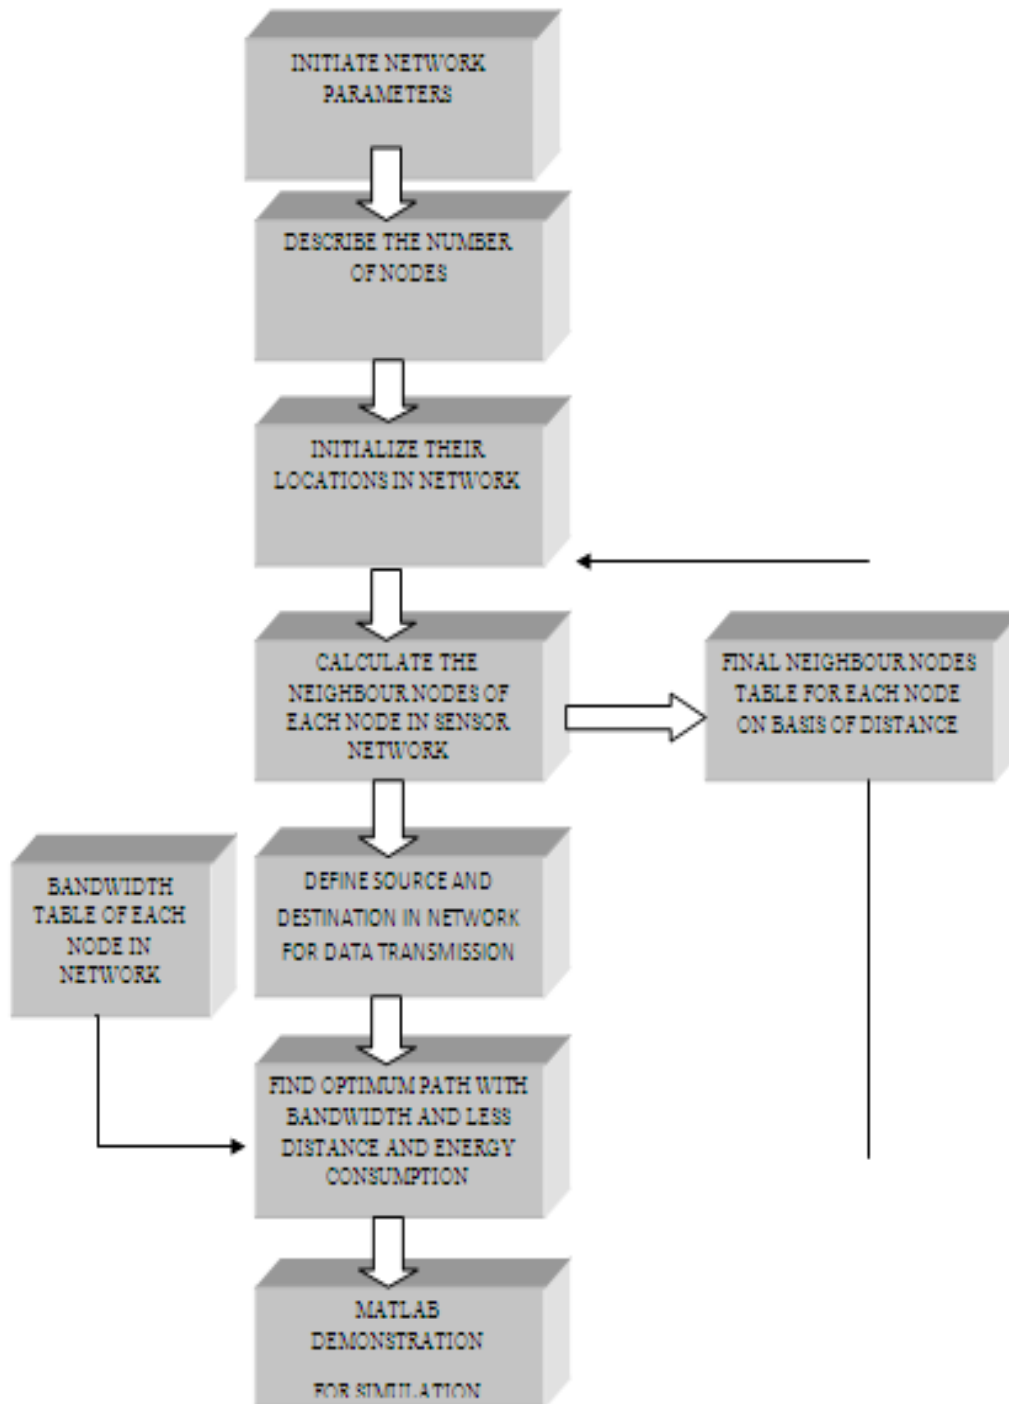 INITIATE NETWORK
PARAMETERS
DESCRIBE THE NUMBER
OF NODES
INITIALIZE THEIR
LOCATIONS IN NETWORK
CALCULATE THE
NEIGHBOUR NODES OF
EACH NODE IN SENSOR
NETWORK
FINAL NEIGHBOUR NODES
TABLE FOR EACH NODE
ON BASIS OF DISTANCE
BANDWIDTH
TABLE OF EACH
NODE IN
NETWORK
DEFINE SOURCE AND
DESTINATION IN NETWORK
FOR DATA TRANSMISSION
FIND OPTIMUM PATH WITH
BANDWIDTH AND LESS
DISTANCE AND ENERGY
CONSUMPTION
MATLAB
DEMONSTRATION
FOR SIMULATION